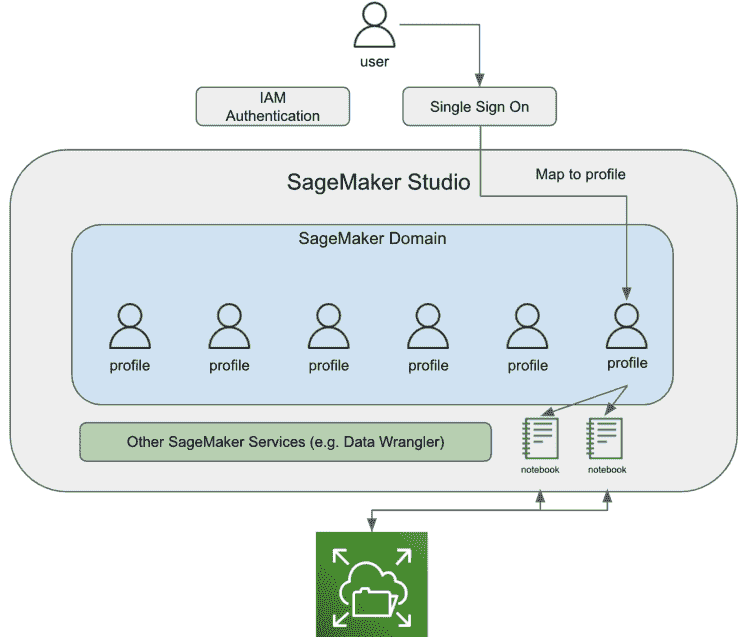 user
IAM
Authentication
Single Sign On
SageMaker Studio
Map to profile
SageMaker Domain
profile
profile
profile
profile
profile
profile
Other SageMaker Services (e.g. Data Wrangler)
notebook
notebook